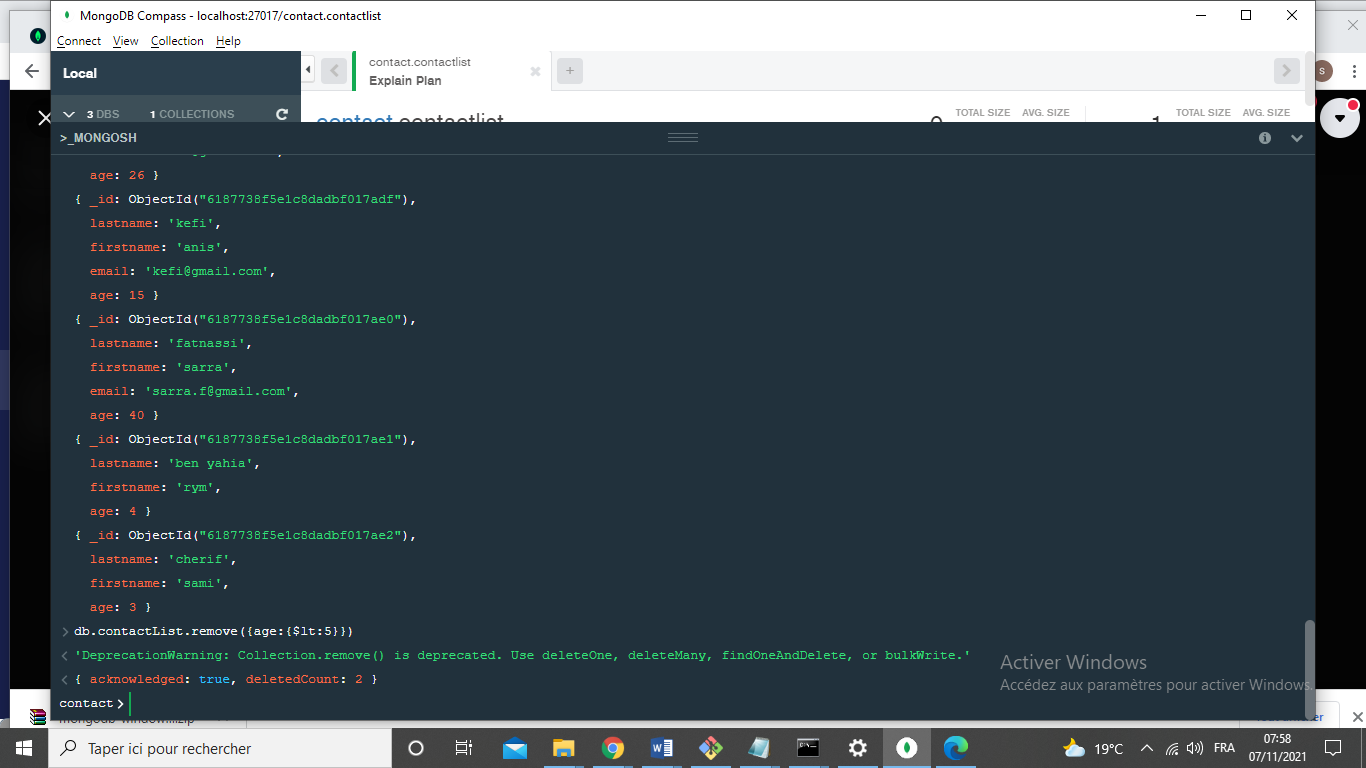 MongoDB Compass - localhost:27017/contact.contactlist
Connect View Collection Help
Local
contact.contactlist
Explain Plan
3 DBS 1 COLLECTIONS
contact.contactlist
TOTAL SIZE AVG. SIZE
TOTAL SIZE AVG. SIZE
S
>_MONGOSH
age: 26 }
{ _id: ObjectId("6187738f5e1c8dadbf017adf"),
lastname: 'kefi',
firstname: 'anis',
email: 'kefi@gmail.com',
age: 15 }
{ _id: ObjectId("6187738f5e1c8dadbf017ae0"),
lastname: 'fatnassi',
firstname: 'sarra',
email: 'sarra.f@gmail.com',
age: 40 }
{ _id: ObjectId("6187738f5e1c8dadbf017ae1"),
lastname: 'ben yahia',
firstname: 'rym',
age: 4 }
{ _id: ObjectId("6187738f5e1c8dadbf017ae2"),
lastname: 'cherif',
firstname: 'sami',
age: 3 }
> db.contactList.remove({age:{$lt:5}})
< 'DeprecationWarning: Collection.remove() is deprecated. Use deleteOne, deleteMany, findOneAndDelete, or bulkWrite.'
< { acknowledged: true, deletedCount: 2 }
contact >
Activer Windows
Accédez aux paramètres pour activer Windows.
Taper ici pour rechercher
19°C
FRA
07:58
07/11/2021